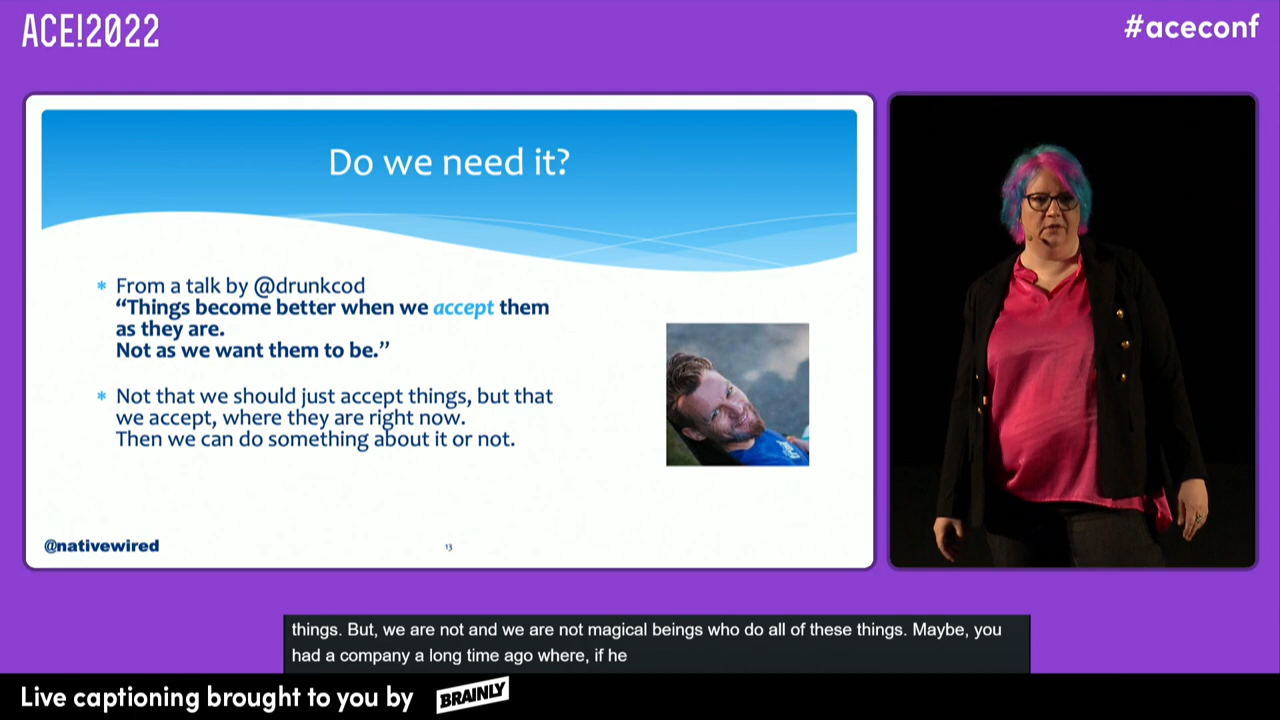 ACE!2022
#aceconf
Do we need it?
* From a talk by @drunkcod
“Things become better when we accept them
as they are.
Not as we want them to be.”
* Not that we should just accept things, but that
we accept, where they are right now.
Then we can do something about it or not.
@nativewired
13
things. But, we are not and we are not magical beings who do all of these things. Maybe, you
had a company a long time ago where, if he
Live captioning brought to you by BRAINLY